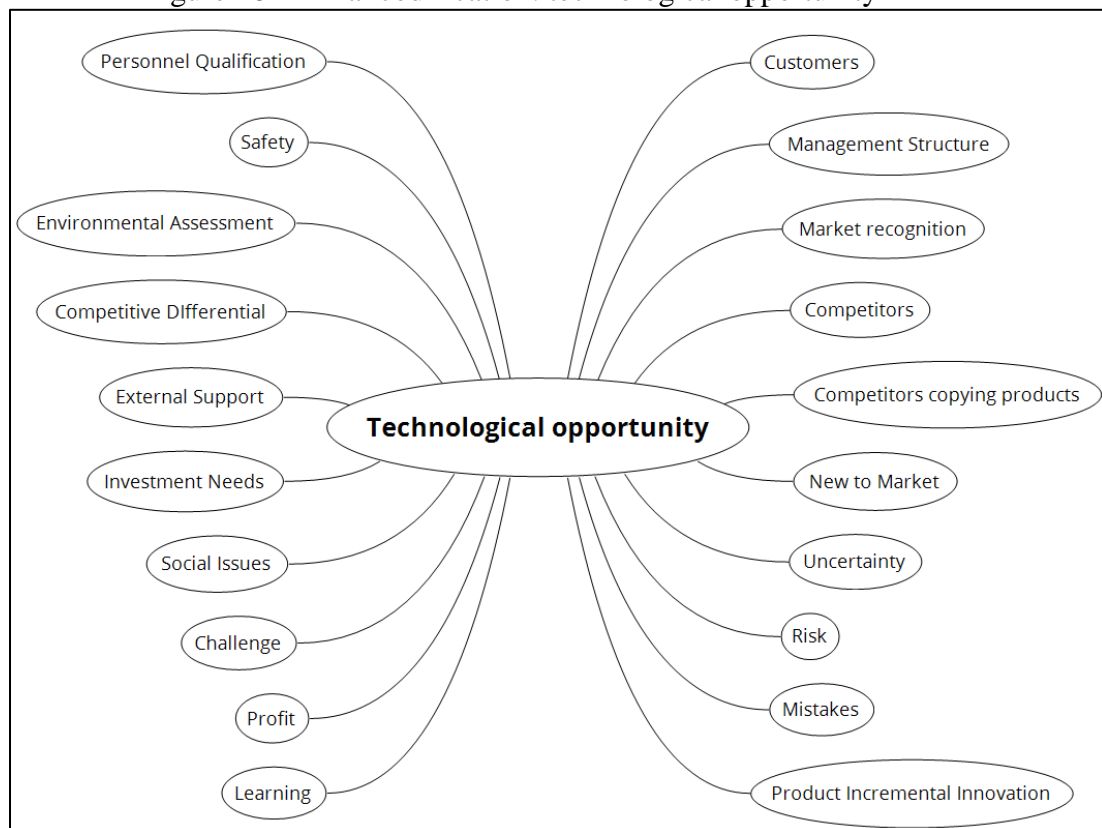 Personnel Qualification
Safety
Environmental Assessment
Competitive DIfferential
External Support
Investment Needs
Social Issues
Challenge
Profit
Learning
Technological opportunity
Customers
Management Structure
Market recognition
Competitors
Competitors copying products
New to Market
Uncertainty
Risk
Mistakes
Product Incremental Innovation